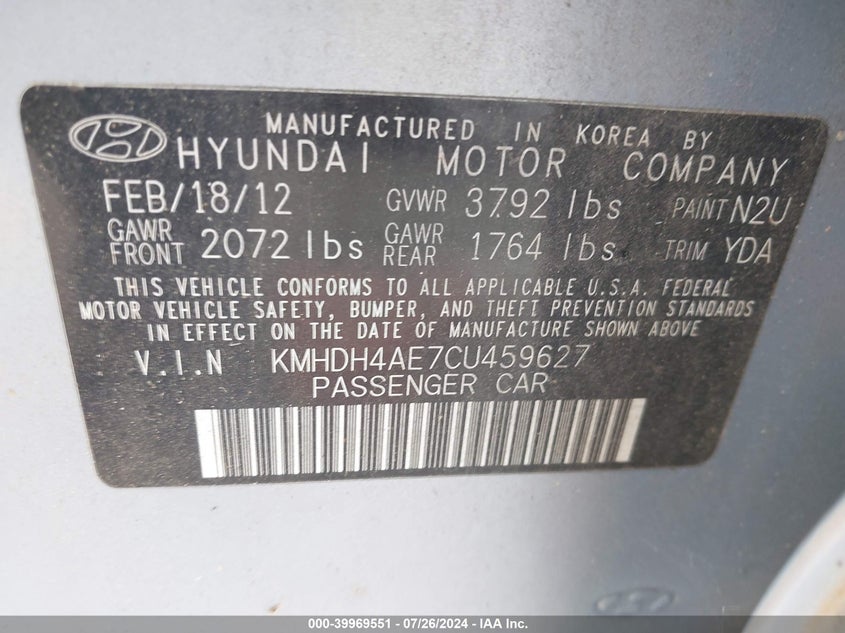 MANUFACTURED IN KOREA BY
HYUNDAI MOTOR COMPANY
FEB/18/12 GVWR 3792 lbs PAINT N2U
GAWR FRONT 2072 lbs GAWR REAR 1764 lbs TRIM YDA
THIS VEHICLE CONFORMS TO ALL APPLICABLE U.S.A. FEDERAL
MOTOR VEHICLE SAFETY, BUMPER, AND THEFT PREVENTION STANDARDS
IN EFFECT ON THE DATE OF MANUFACTURE SHOWN ABOVE
V.I.N KMHDH4AE7CU459627
PASSENGER CAR
000-39969551 - 07/26/2024 - IAA Inc.